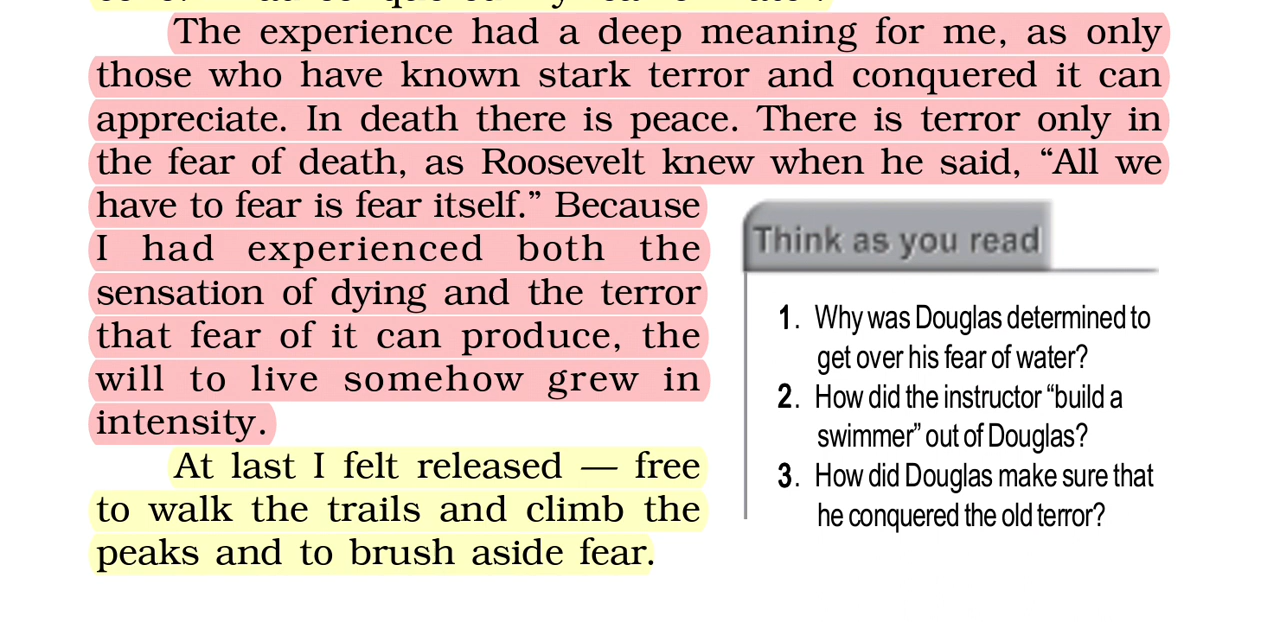 The experience had a deep meaning for me, as only
those who have known stark terror and conquered it can
appreciate. In death there is peace. There is terror only in
the fear of death, as Roosevelt knew when he said, “All we
have to fear is fear itself.” Because
I had experienced both the
sensation of dying and the terror
that fear of it can produce, the
will to live somehow grew in
intensity.
At last I felt released — free
to walk the trails and climb the
peaks and to brush aside fear.
Think as you read
1. Why was Douglas determined to
get over his fear of water?
2. How did the instructor “build a
swimmer” out of Douglas?
3. How did Douglas make sure that
he conquered the old terror?